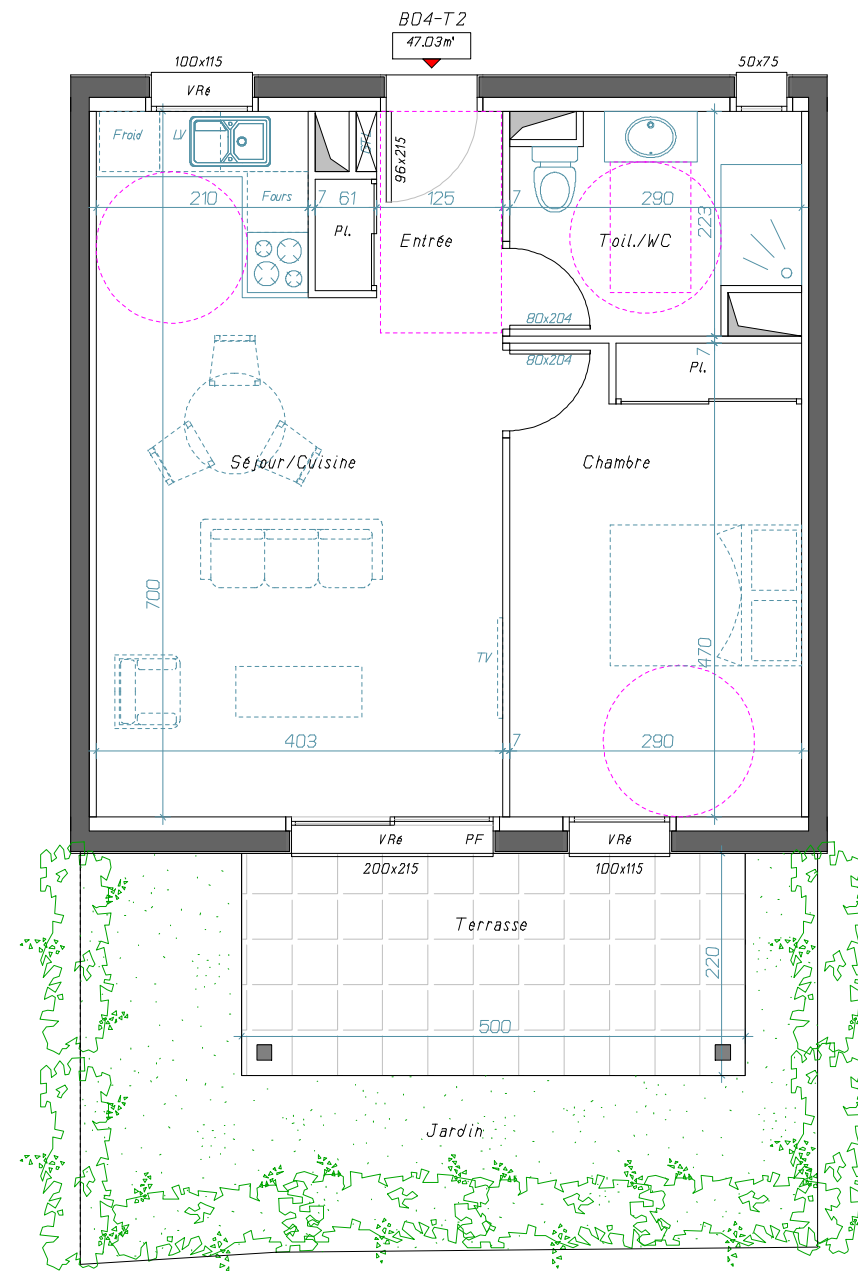 B04-T2
47.03m²
100x115
50x75
VRé
Froid
LV
96x215
210
Fours
7
61
125
7
290
223
Pl.
Entrée
Toil./WC
80x204
80x204
7
Pl.
Séjour/Cuisine
Chambre
700
TV
470
403
7
290
VRé
PF
VRé
200x215
100x115
Terrasse
220
500
Jardin